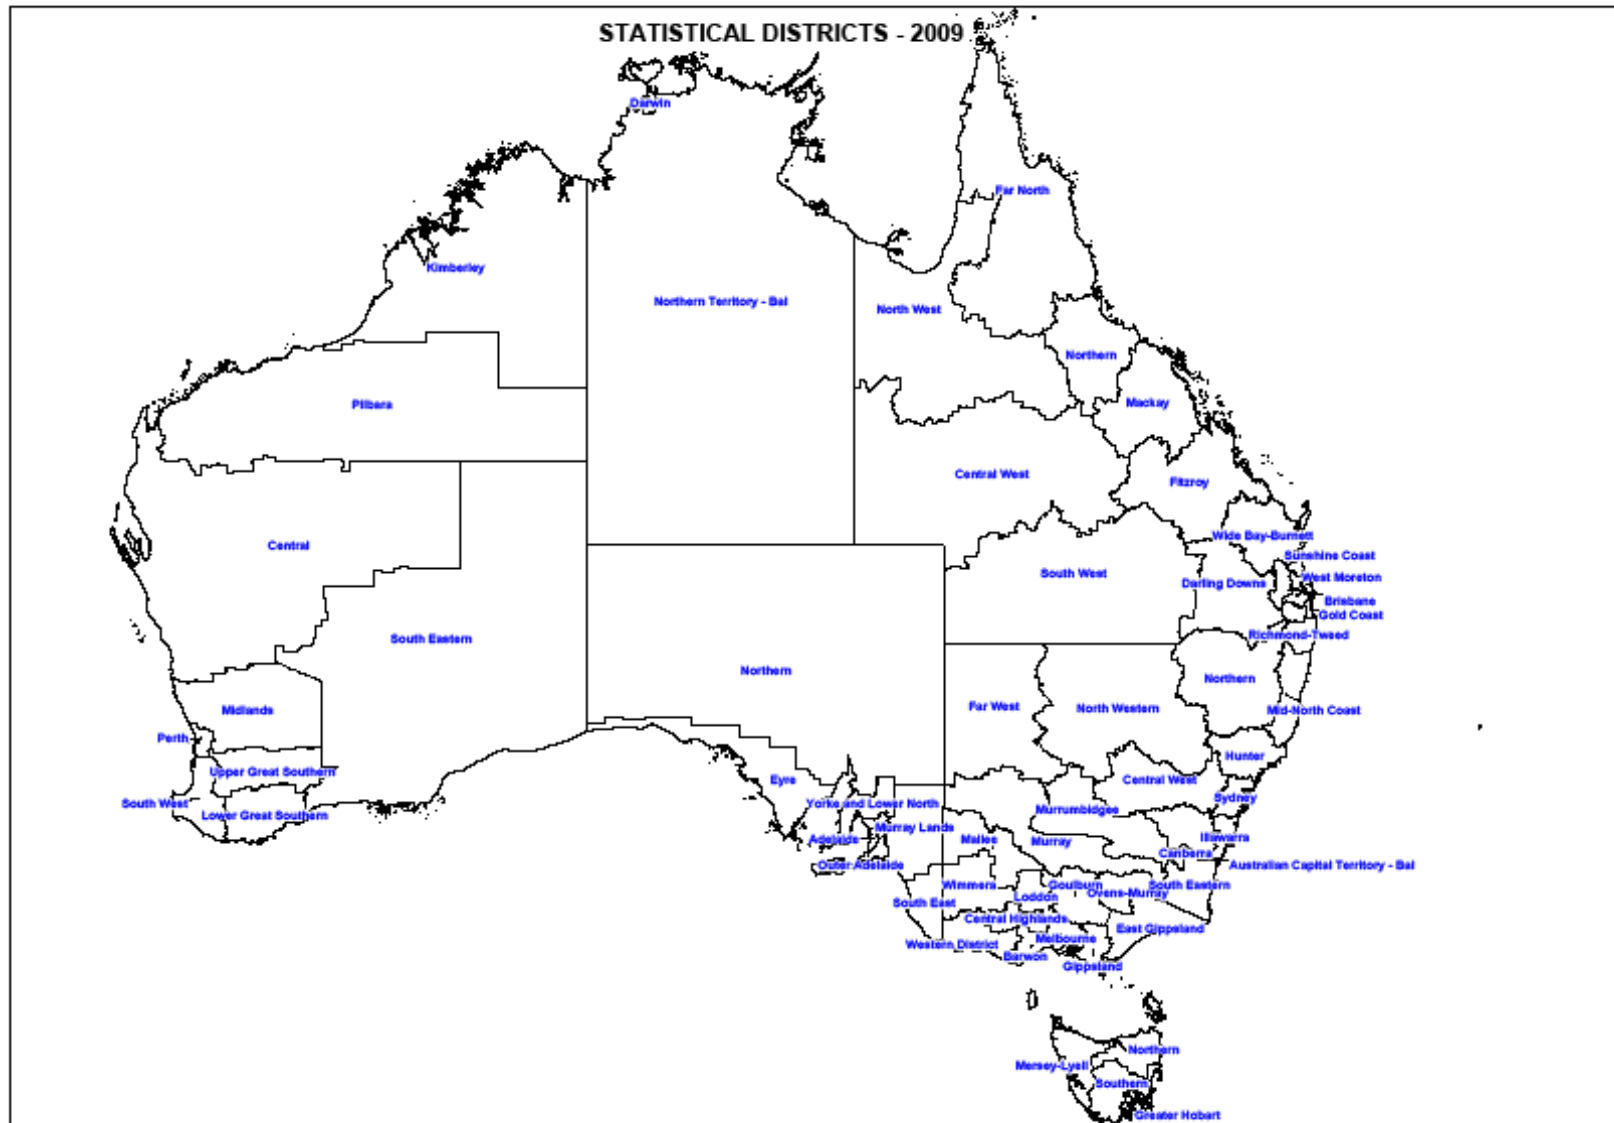 STATISTICAL DISTRICTS - 2009
Darwin
Far North
Kimberley
Northern Territory - Bal
North West
Northern
Pilbara
Mackay
Central West
Fitzroy
Wide Bay-Burnett
Central
Sunshine Coast
South West
West Moreton
Darling Downs
Brisbane
Gold Coast
South Eastern
Richmond-Tweed
Northern
Northern
Midlands
Far West
North Western
Mid-North Coast
Perth
Hunter
Upper Great Southern
Eyre
Central West
South West
Yorke and Lower North
Sydney
Lower Great Southern
Murrumbidgee
Murray Lands
Adelaide
Mallee
Murray
Illawarra
Canberra
Outer Adelaide
Australian Capital Territory - Bal
Wimmera
Goulburn
South Eastern
Ovens-Murray
Loddon
South East
Central Highlands
East Gippsland
Melbourne
Western District
Barwon
Gippsland
Northern
Mersey-Lyell
Southern
Greater Hobart